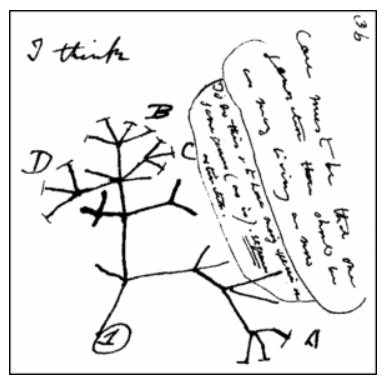 36
I think
Case must be that one
generation then should be
as many living as now
To do this & to have many species in
same genus (as is). requires
extinction.
B
C
D
A
1